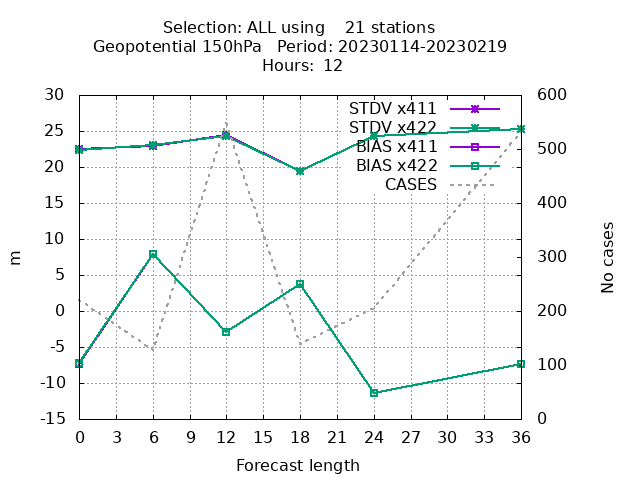 Selection: ALL using    21 stations
Geopotential 150hPa   Period: 20230114-20230219
Hours:  12
30
25
20
15
10
5
0
-5
-10
-15
m
600
500
400
300
200
100
0
No cases
STDV x411
STDV x422
BIAS x411
BIAS x422
CASES
0 3 6 9 12 15 18 21 24 27 30 33 36
Forecast length